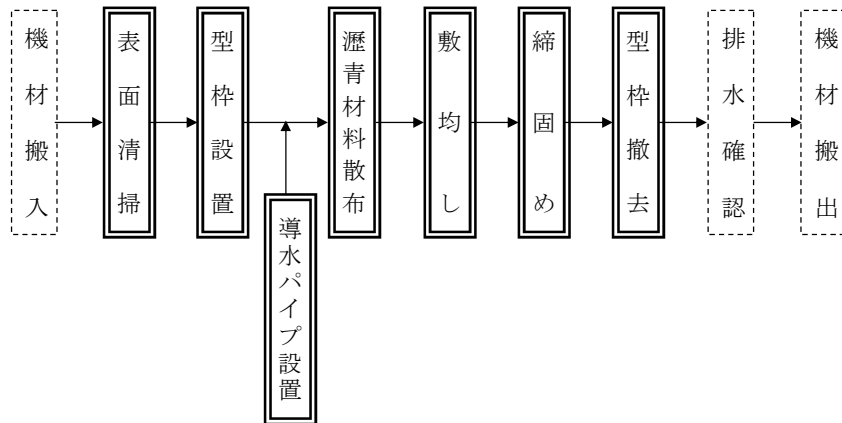 機材搬入
表面清掃
型枠設置
導水パイプ設置
瀝青材料散布
敷均し
締固め
型枠撤去
排水確認
機材搬出